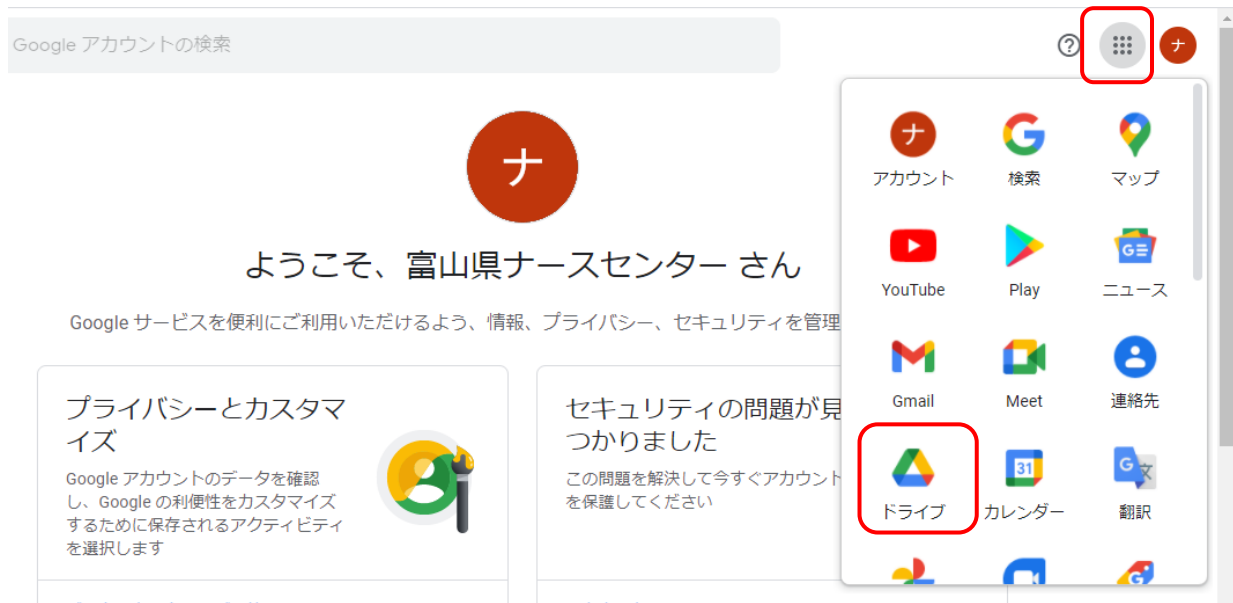 Google アカウントの検索
ナ
ナ
ようこそ、富山県ナースセンター さん
Google サービスを便利にご利用いただけるよう、情報、プライバシー、セキュリティを管理
プライバシーとカスタマ
イズ
Google アカウントのデータを確認
し、Google の利便性をカスタマイズ
するために保存されるアクティビティ
を選択します
セキュリティの問題が見
つかりました
この問題を解決して今すぐアカウント
を保護してください
ナ
アカウント
検索
マップ
YouTube
Play
G
ニュース
Gmail
Meet
連絡先
ドライブ
31
カレンダー
G 文
翻訳
G